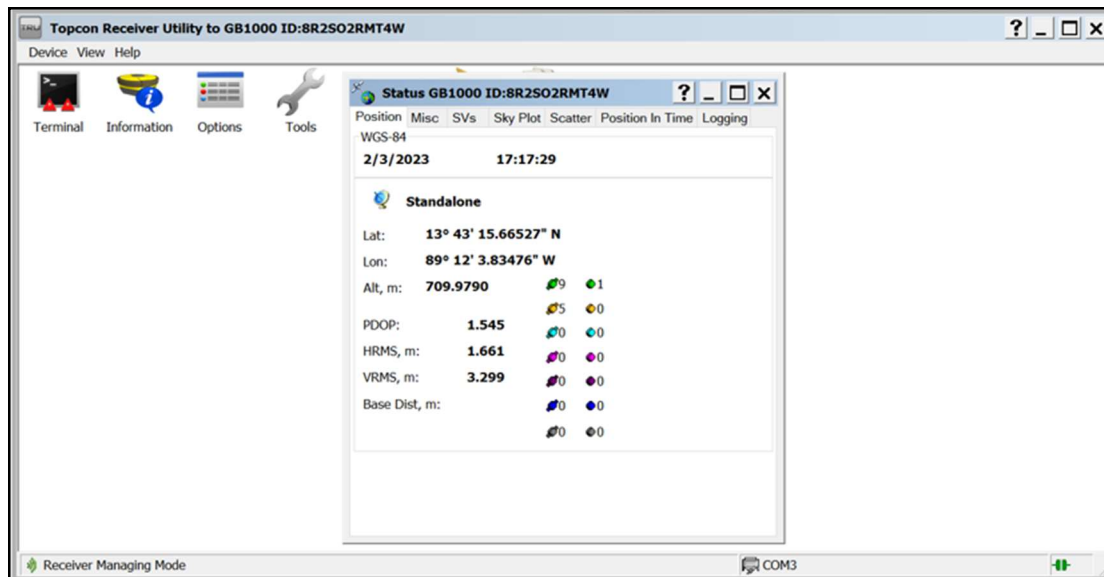 TRU Topcon Receiver Utility to GB1000 ID:8R2SO2RMT4W ? _ □ x
Device View Help
>_
Terminal Information Options Tools
Status GB1000 ID:8R2SO2RMT4W ? _ □ x
Position Misc SVs Sky Plot Scatter Position In Time Logging
WGS-84
2/3/2023 17:17:29
Standalone
Lat: 13° 43' 15.66527" N
Lon: 89° 12' 3.83476" W
Alt, m: 709.9790 9 1
5 0
PDOP: 1.545 0 0
HRMS, m: 1.661 0 0
VRMS, m: 3.299 0 0
Base Dist, m: 0 0
0 0
Receiver Managing Mode COM3